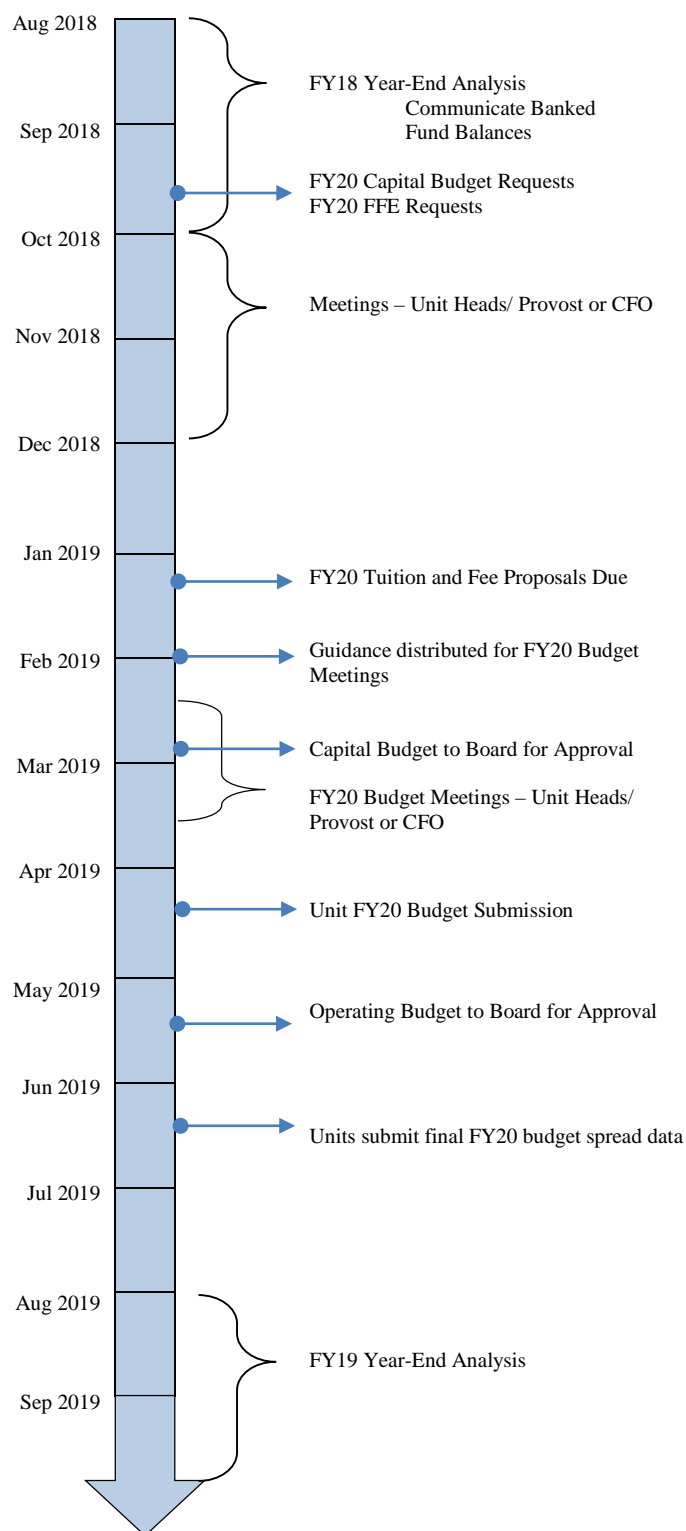 Aug 2018
FY18 Year-End Analysis
Communicate Banked
Fund Balances
Sep 2018
FY20 Capital Budget Requests
FY20 FFE Requests
Oct 2018
Meetings – Unit Heads/ Provost or CFO
Nov 2018
Dec 2018
Jan 2019
FY20 Tuition and Fee Proposals Due
Guidance distributed for FY20 Budget
Meetings
Feb 2019
Capital Budget to Board for Approval
Mar 2019
FY20 Budget Meetings – Unit Heads/
Provost or CFO
Apr 2019
Unit FY20 Budget Submission
May 2019
Operating Budget to Board for Approval
Jun 2019
Units submit final FY20 budget spread data
Jul 2019
Aug 2019
FY19 Year-End Analysis
Sep 2019